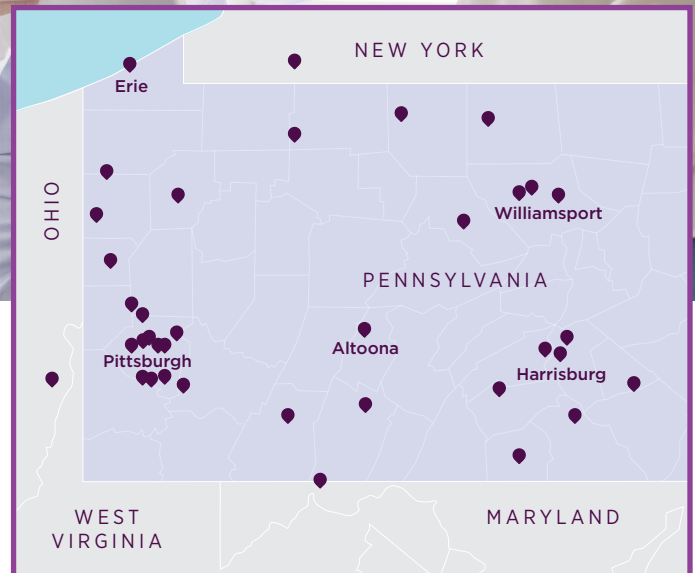 NEW YORK
Erie
OHIO
Williamsport
PENNSYLVANIA
Altoona
Pittsburgh
Harrisburg
WEST
VIRGINIA
MARYLAND